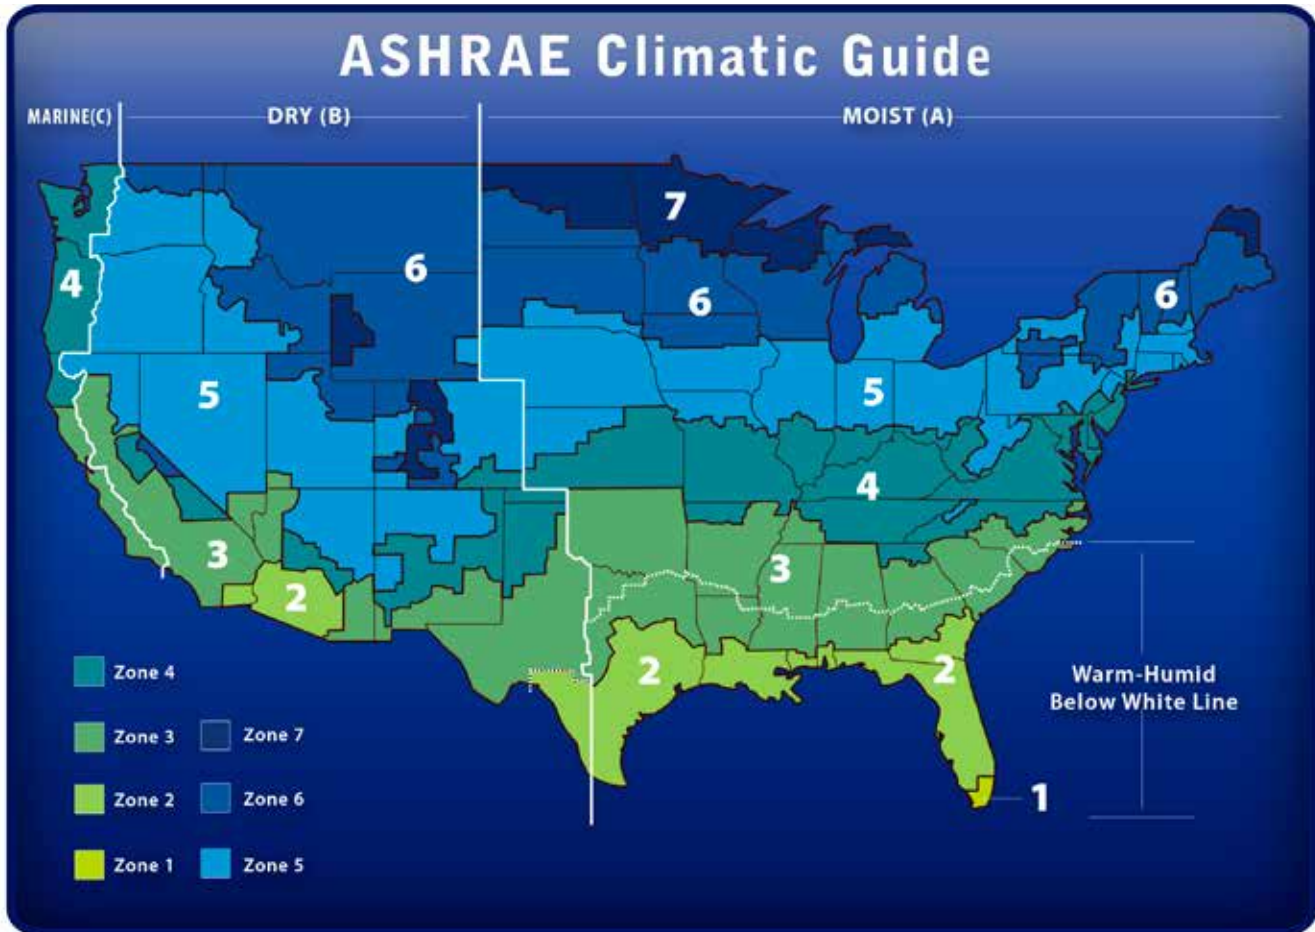 ASHRAE Climatic Guide
MARINE(C)
DRY (B)
MOIST (A)
7
6
4
6
6
5
5
4
3
3
2
2
2
Warm-Humid
Below White Line
1
Zone 4
Zone 3
Zone 7
Zone 2
Zone 6
Zone 1
Zone 5